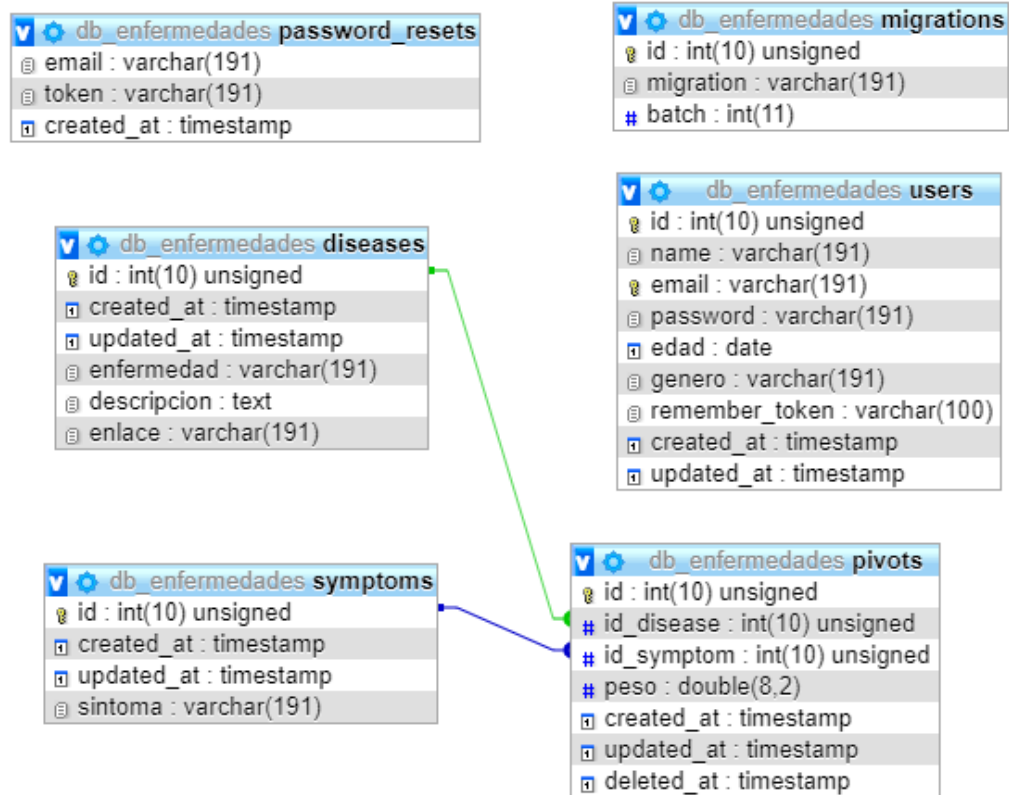 db_enfermedades password_resets
email : varchar(191)
token : varchar(191)
created_at : timestamp
db_enfermedades migrations
id : int(10) unsigned
migration : varchar(191)
batch : int(11)
db_enfermedades users
id : int(10) unsigned
name : varchar(191)
email : varchar(191)
password : varchar(191)
edad : date
genero : varchar(191)
remember_token : varchar(100)
created_at : timestamp
updated_at : timestamp
db_enfermedades diseases
id : int(10) unsigned
created_at : timestamp
updated_at : timestamp
enfermedad : varchar(191)
descripcion : text
enlace : varchar(191)
db_enfermedades symptoms
id : int(10) unsigned
created_at : timestamp
updated_at : timestamp
sintoma : varchar(191)
db_enfermedades pivots
id : int(10) unsigned
id_disease : int(10) unsigned
id_symptom : int(10) unsigned
peso : double(8,2)
created_at : timestamp
updated_at : timestamp
deleted_at : timestamp